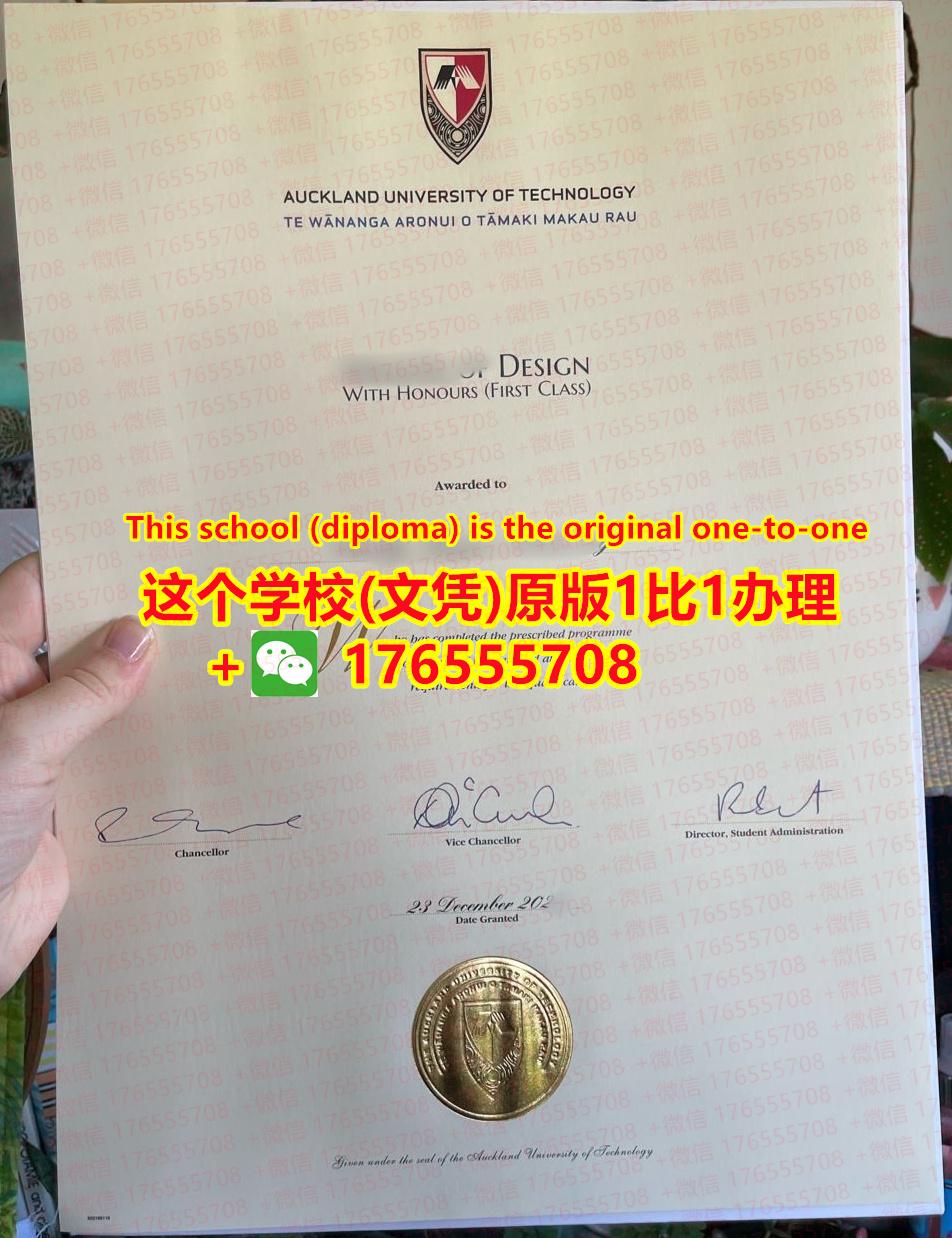 AUCKLAND UNIVERSITY OF TECHNOLOGY
TE WĀNANGA ARONUI O TĀMAKI MAKAU RAU
OF DESIGN
WITH HONOURS (FIRST CLASS)
Awarded to
This school (diploma) is the original one-to-one
这个学校(文凭)原版1比1办理
who has completed the prescribed programme
+ 176555708
Chancellor
Vice Chancellor
Director, Student Administration
23 December 202
Date Granted
Given under the seal of the Auckland University of Technology
+微信 176555708